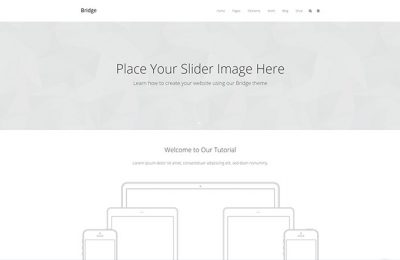 Bridge
Home Pages Elements Work Blog Shop
Place Your Slider Image Here
Learn how to create your website using our Bridge theme
Welcome to Our Tutorial
Lorem ipsum dolor sit amet, consectetuer adipiscing elit, sed diam nonummy.